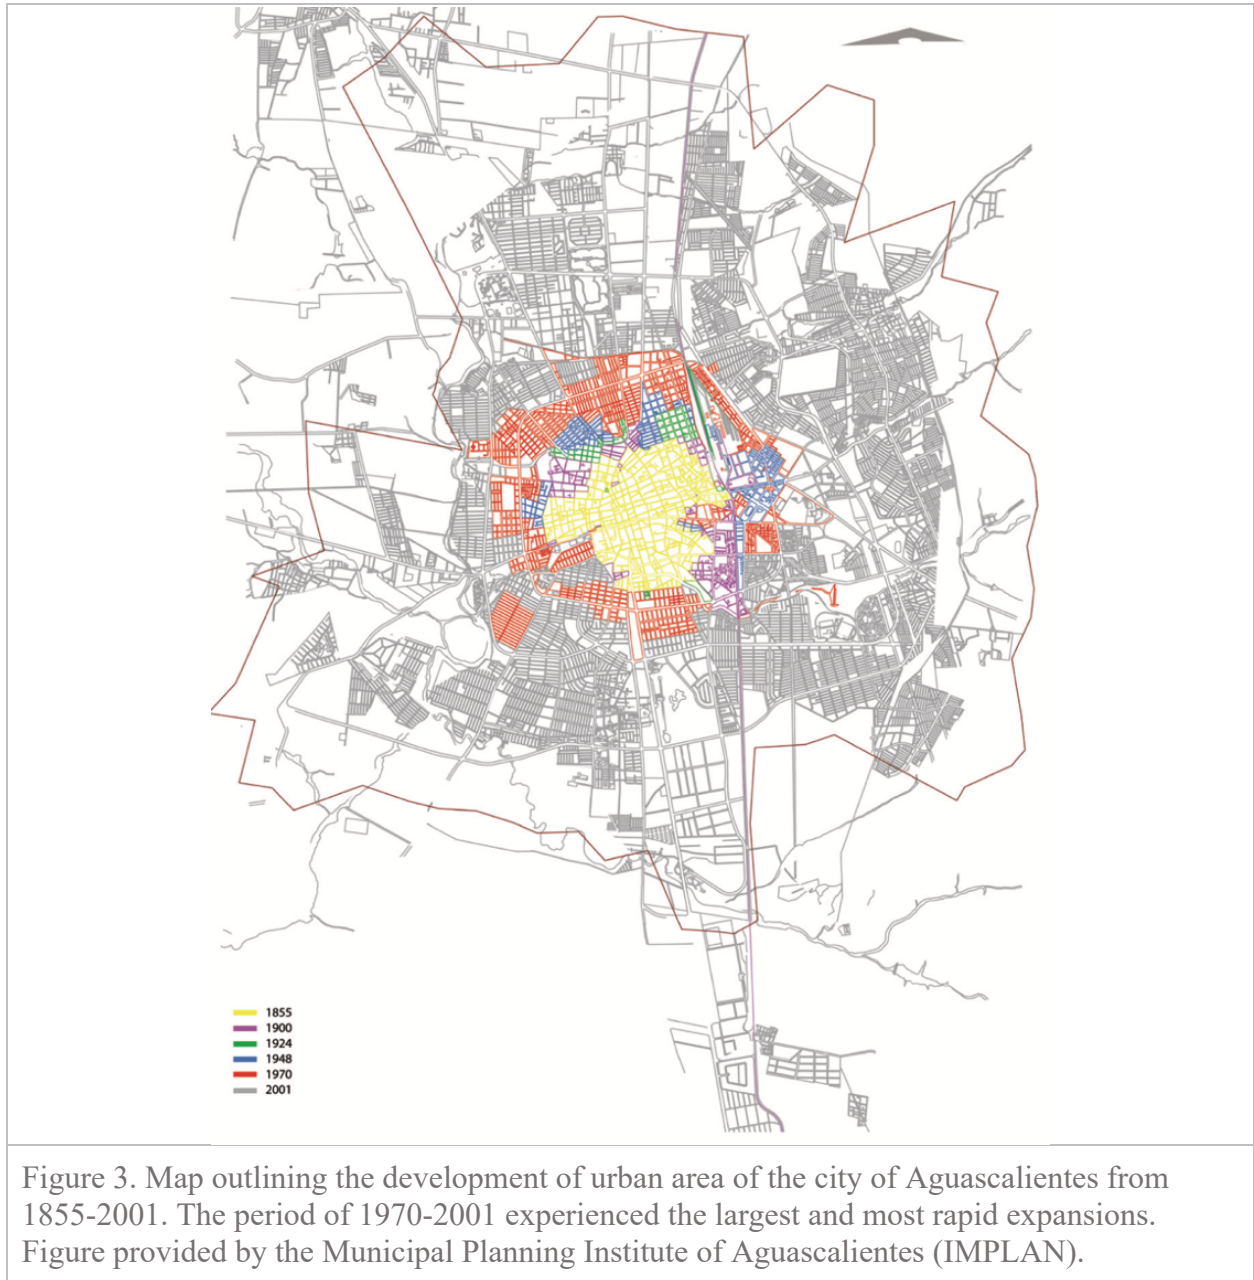 1855
1900
1924
1948
1970
2001
Figure 3. Map outlining the development of urban area of the city of Aguascalientes from
1855-2001. The period of 1970-2001 experienced the largest and most rapid expansions.
Figure provided by the Municipal Planning Institute of Aguascalientes (IMPLAN).